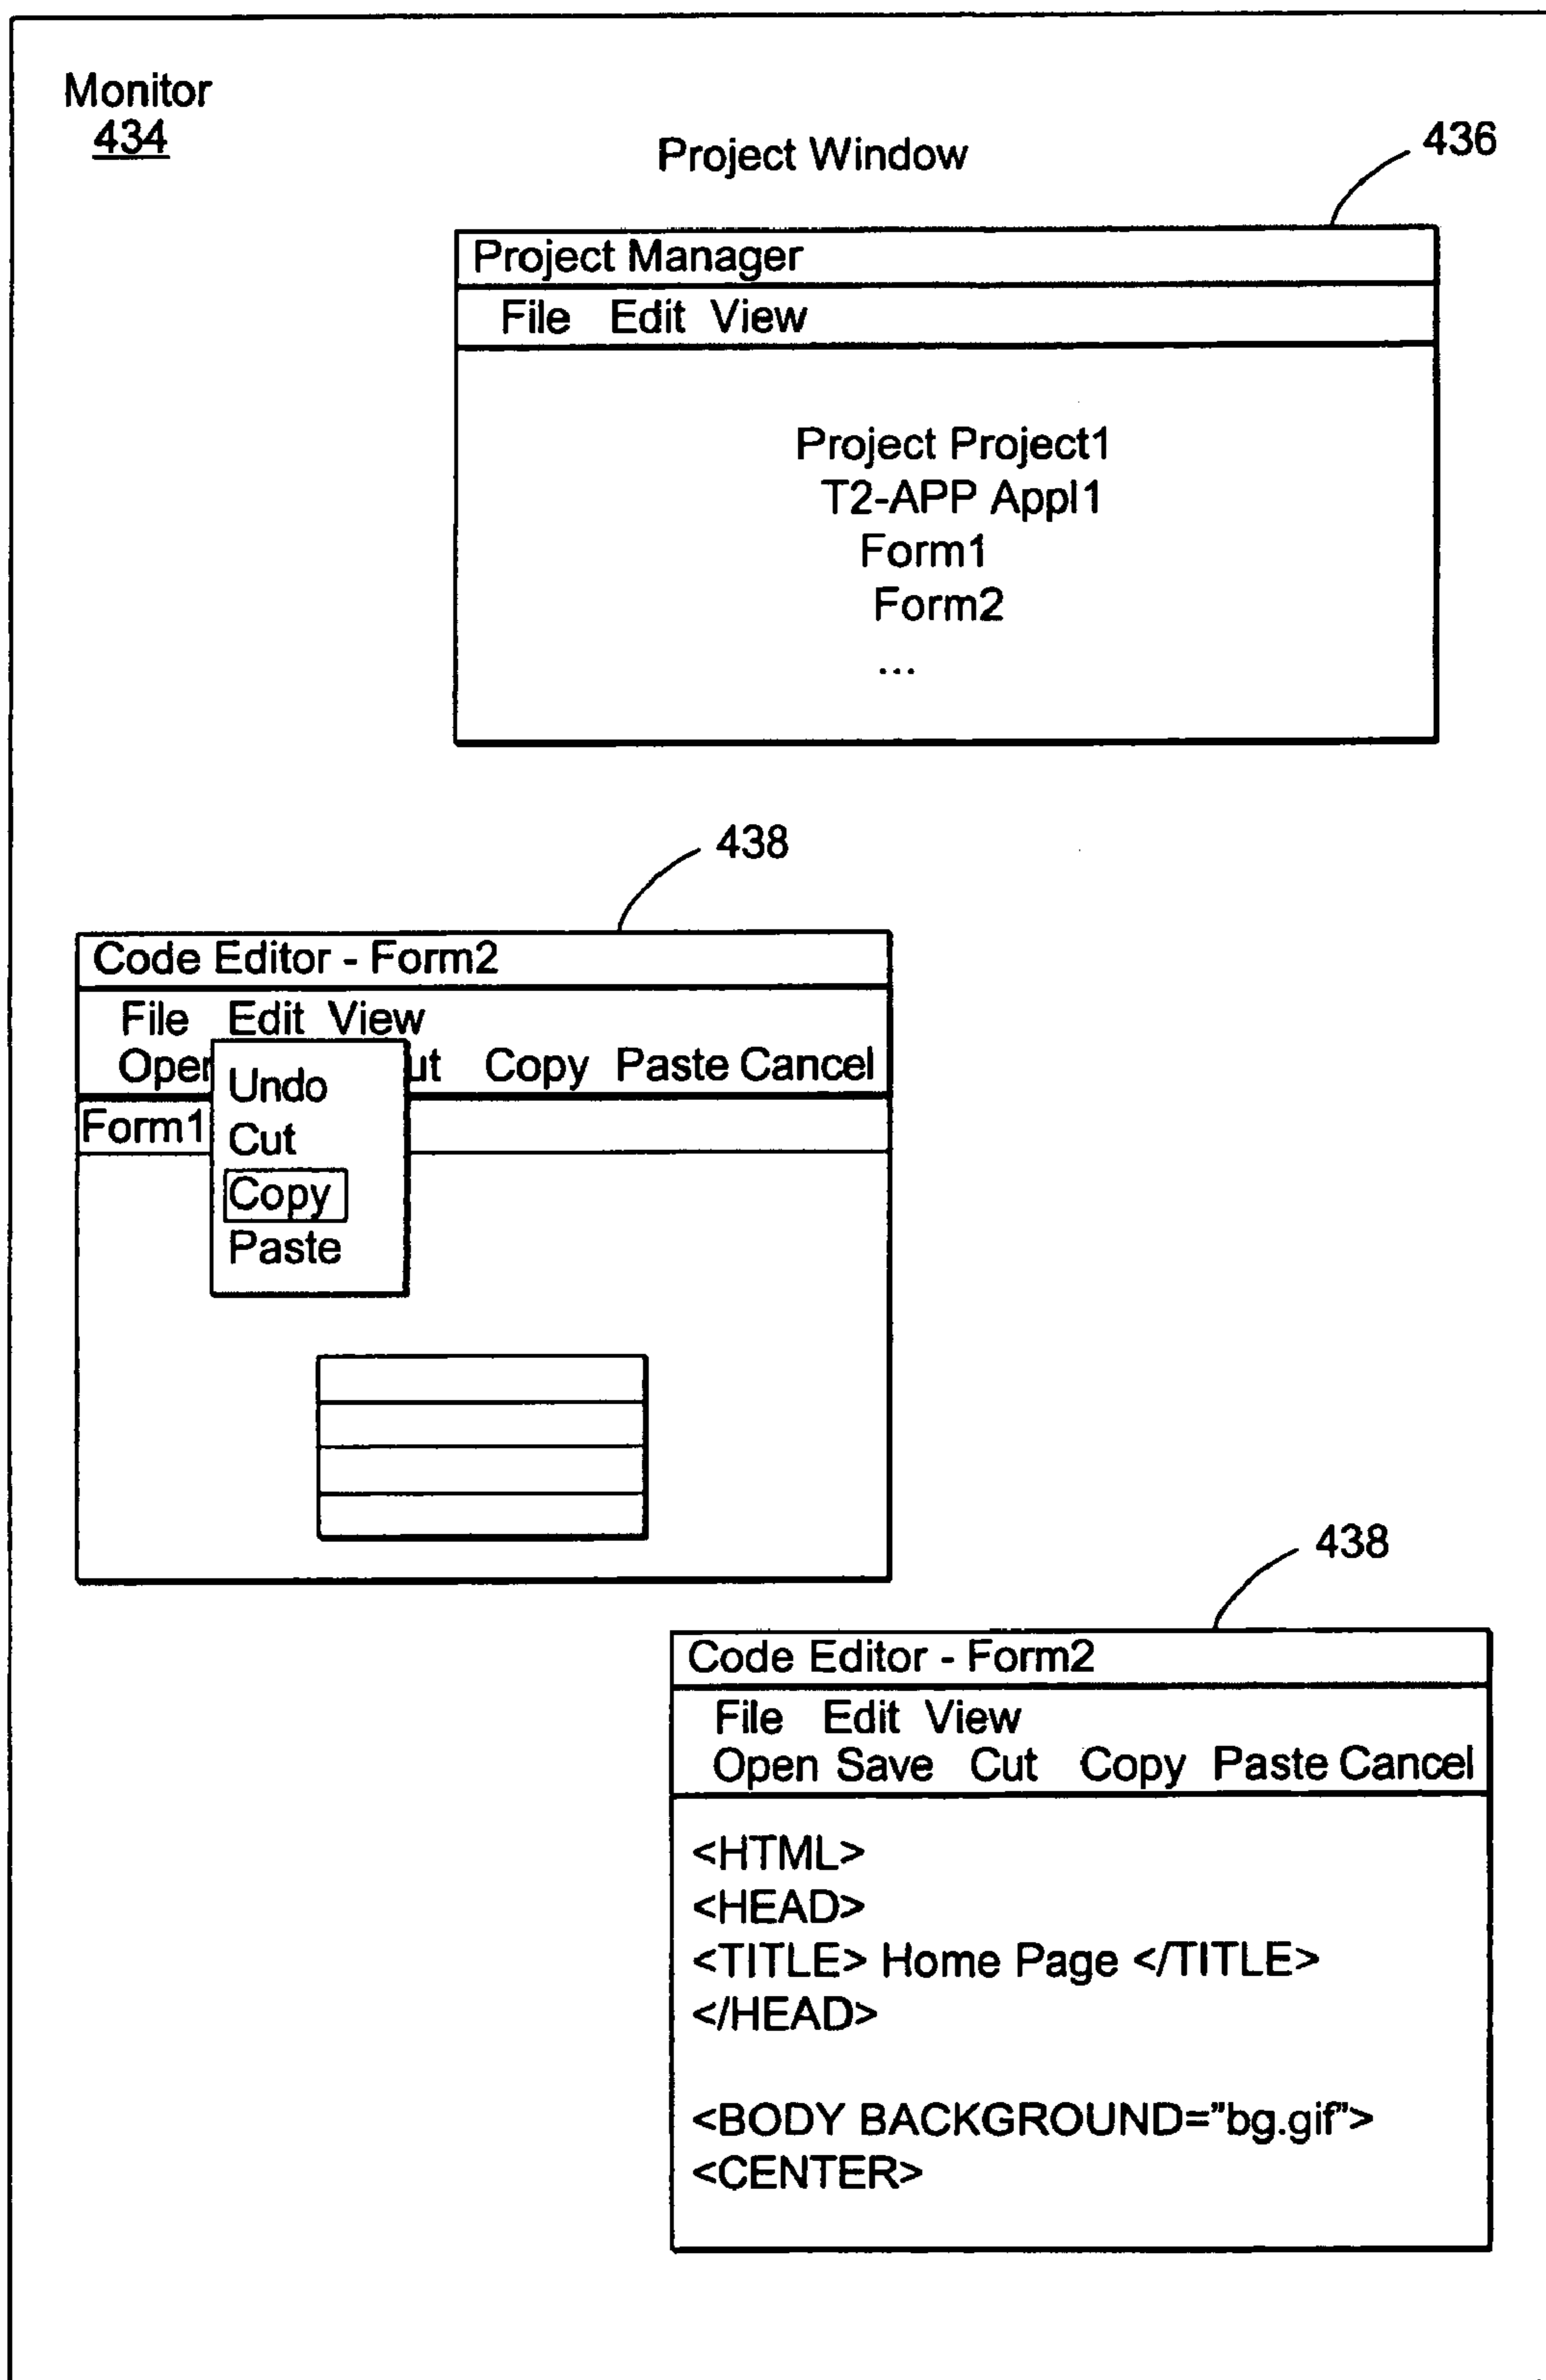 Monitor
434
Project Window
436
Project Manager
File Edit View
Project Project1
T2-APP Appl1
Form1
Form2
...
438
Code Editor - Form2
File Edit View
Oper ut Copy Paste Cancel
Form1
Undo
Cut
Copy
Paste
438
Code Editor - Form2
File Edit View
Open Save Cut Copy Paste Cancel
<HTML>
<HEAD>
<TITLE> Home Page </TITLE>
</HEAD>
<BODY BACKGROUND="bg.gif">
<CENTER>